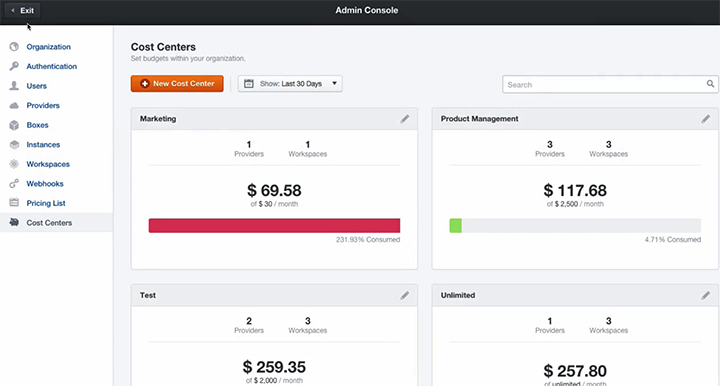 Exit
Admin Console
Organization
Authentication
Users
Providers
Boxes
Instances
Workspaces
Webhooks
Pricing List
Cost Centers
Cost Centers
Set budgets within your organization.
New Cost Center
Show: Last 30 Days
Search
Marketing
1 1
Providers Workspaces
$ 69.58
of $ 30 / month
231.93% Consumed
Product Management
3 3
Providers Workspaces
$ 117.68
of $ 2,500 / month
4.71% Consumed
Test
2 3
Providers Workspaces
$ 259.35
of $ 2,000 / month
Unlimited
1 3
Providers Workspaces
$ 257.80
of unlimited / month